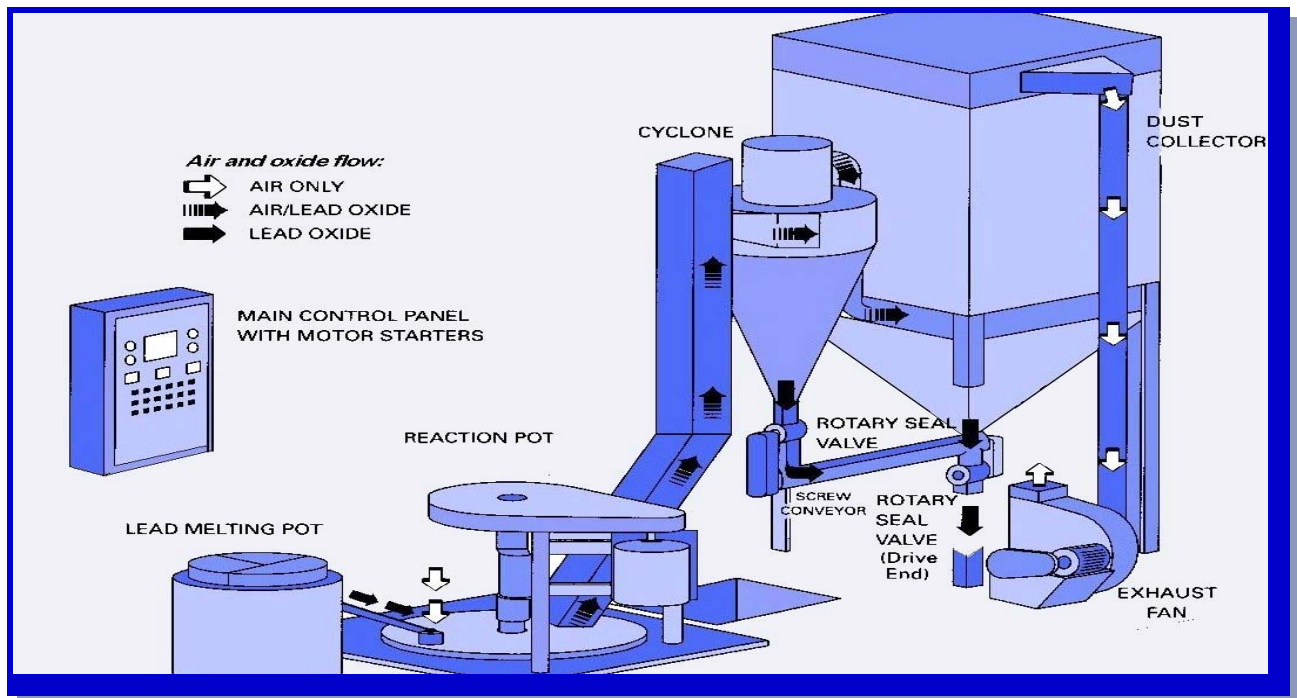 CYCLONE
DUST
COLLECTOR
Air and oxide flow:
AIR ONLY
AIR/LEAD OXIDE
LEAD OXIDE
MAIN CONTROL PANEL
WITH MOTOR STARTERS
REACTION POT
ROTARY SEAL
VALVE
SCREW
CONVEYOR
ROTARY
SEAL
VALVE
(Drive
End)
LEAD MELTING POT
EXHAUST
FAN